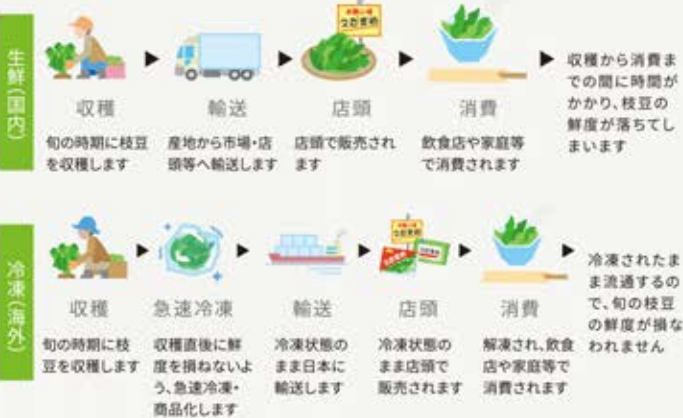 生鮮(国内)
収穫
旬の時期に枝豆
を収穫します
輸送
産地から市場・店
頭等へ輸送します
店頭
店頭で販売され
ます
消費
飲食店や家庭等
で消費されます
収穫から消費ま
での間に時間が
かかり、枝豆の
鮮度が落ちてし
まいます
冷凍(海外)
収穫
旬の時期に枝
豆を収穫します
急速冷凍
収穫直後に鮮
度を損ねないよ
う、急速冷凍・
商品化します
輸送
冷凍状態の
まま日本に
輸送します
店頭
冷凍状態の
まま店頭で
販売されます
消費
解凍され、飲食
店や家庭等で
消費されます
冷凍されたま
ま流通するの
で、旬の枝豆
の鮮度が損な
われません